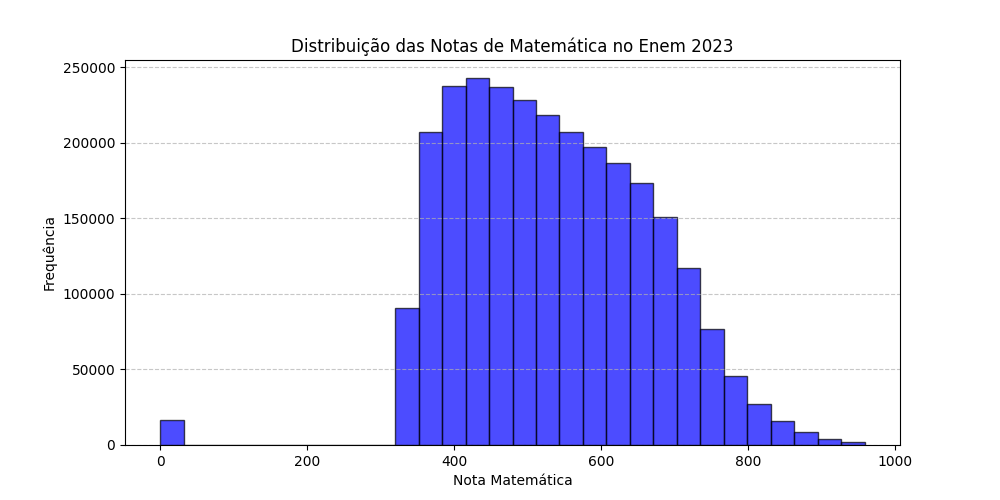 Distribuição das Notas de Matemática no Enem 2023
250000
200000
150000
100000
50000
0
Frequência
0 200 400 600 800 1000
Nota Matemática